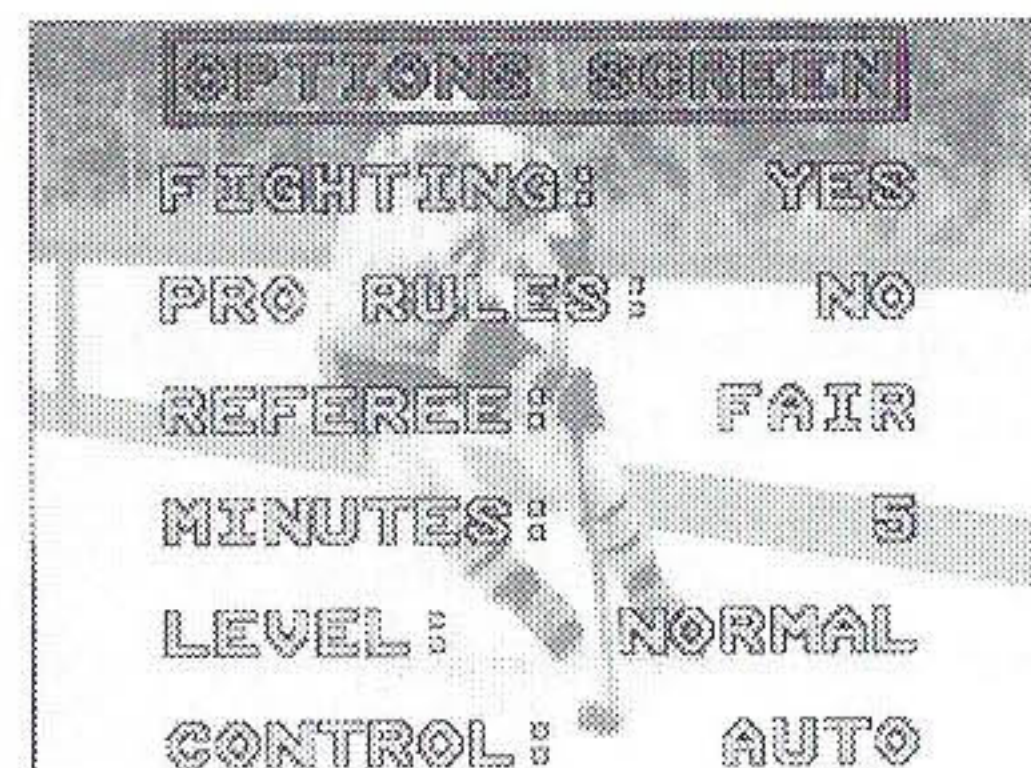 OPTIONS SCREEN
FIGHTING: YES
PRO RULES: NO
REFEREE: FAIR
MINUTES: 5
LEVEL: NORMAL
CONTROL: AUTO